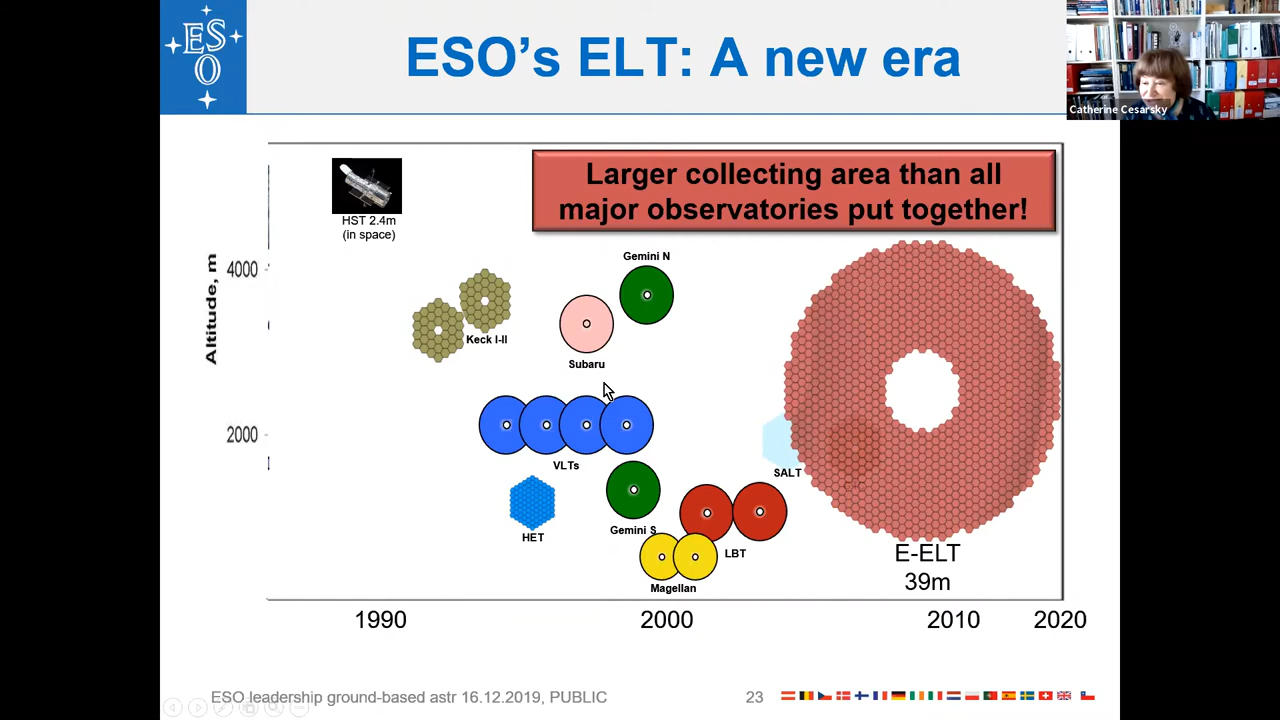 ESO
ESO's ELT: A new era
Catherine Cesarsky
HST 2.4m
(in space)
Larger collecting area than all
major observatories put together!
Altitude, m
4000
2000
Gemini N
Keck I-II
Subaru
VLTs
SALT
HET
Gemini S
LBT
Magellan
E-ELT
39m
1990
2000
2010
2020
ESO leadership ground-based astr 16.12.2019, PUBLIC
23